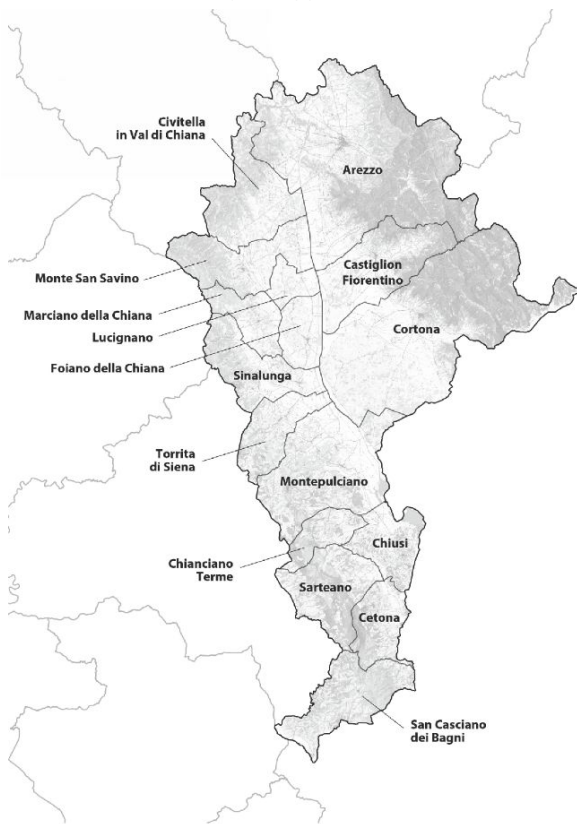 Civitella
in Val di Chiana
Arezzo
Castiglion
Fiorentino
Monte San Savino
Marciano della Chiana
Lucignano
Cortona
Foiano della Chiana
Sinalunga
Torrita
di Siena
Montepulciano
Chiusi
Chianciano
Terme
Sarteano
Cetona
San Casciano
dei Bagni